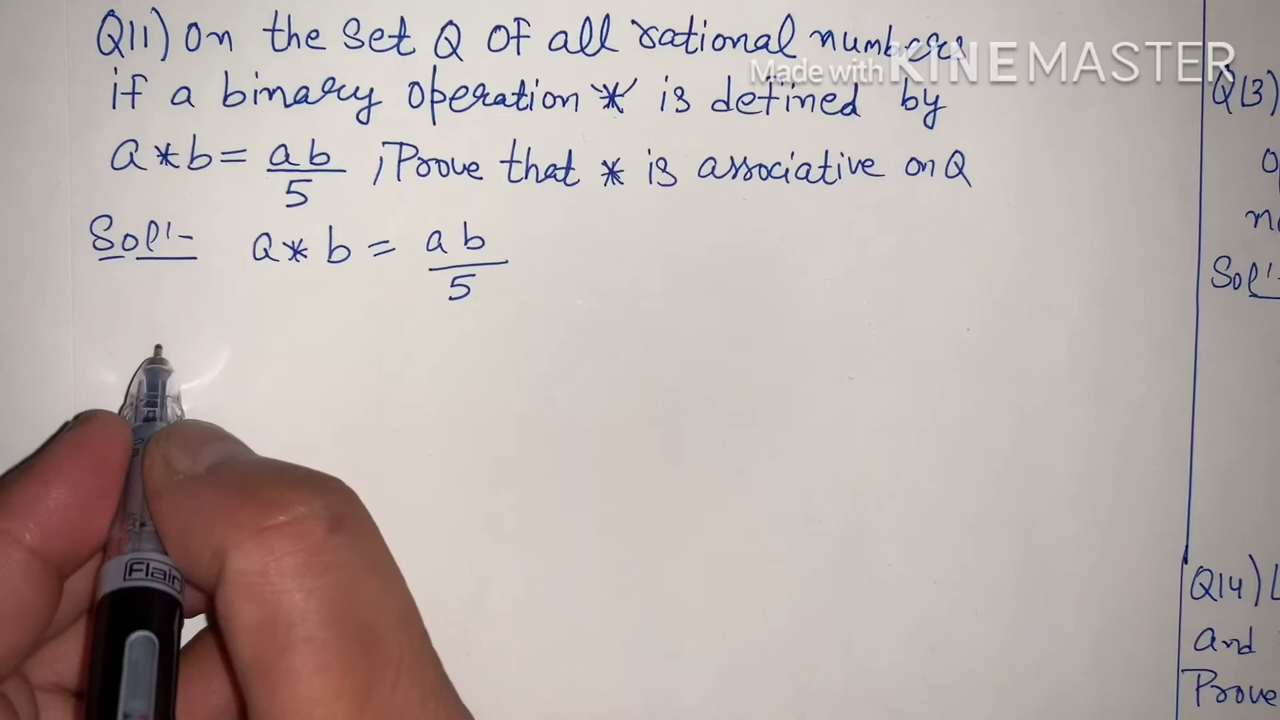 Q11) On the set Q of all rational numbers
if a binary operation * is defined by
a*b = ab/5 , Prove that * is associative on Q
Sol':- a* b = ab/5
Made with KINEMASTER
Flair
Q13)
Sol':-
Q14)
and
Prove